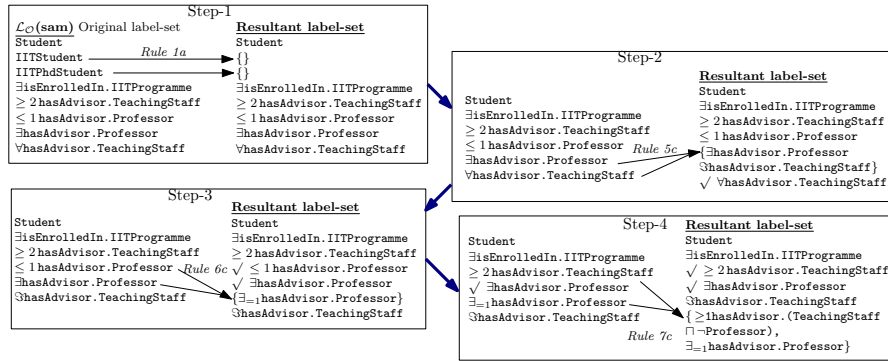 Step-1
ℒ_𝒪(sam) Original label-set
Resultant label-set
Student
IITStudent
IITPhdStudent
∃isEnrolledIn.IITProgramme
≥ 2 hasAdvisor.TeachingStaff
≤ 1 hasAdvisor.Professor
∃hasAdvisor.Professor
∀hasAdvisor.TeachingStaff
Rule 1a
Student
{}
{}
∃isEnrolledIn.IITProgramme
≥ 2 hasAdvisor.TeachingStaff
≤ 1 hasAdvisor.Professor
∃hasAdvisor.Professor
∀hasAdvisor.TeachingStaff
Step-2
Student
∃isEnrolledIn.IITProgramme
≥ 2 hasAdvisor.TeachingStaff
≤ 1 hasAdvisor.Professor
∃hasAdvisor.Professor
∀hasAdvisor.TeachingStaff
Rule 5c
Resultant label-set
Student
∃isEnrolledIn.IITProgramme
≥ 2 hasAdvisor.TeachingStaff
≤ 1 hasAdvisor.Professor
{∃hasAdvisor.Professor
ℑhasAdvisor.TeachingStaff}
√ ∀hasAdvisor.TeachingStaff
Step-3
Student
∃isEnrolledIn.IITProgramme
≥ 2 hasAdvisor.TeachingStaff
≤ 1 hasAdvisor.Professor
∃hasAdvisor.Professor
ℑhasAdvisor.TeachingStaff
Rule 6c
Resultant label-set
Student
∃isEnrolledIn.IITProgramme
≥ 2 hasAdvisor.TeachingStaff
√ ≤ 1 hasAdvisor.Professor
√ ∃hasAdvisor.Professor
{∃₌₁hasAdvisor.Professor}
ℑhasAdvisor.TeachingStaff
Step-4
Student
∃isEnrolledIn.IITProgramme
≥ 2 hasAdvisor.TeachingStaff
√ ∃hasAdvisor.Professor
∃₌₁hasAdvisor.Professor
ℑhasAdvisor.TeachingStaff
Rule 7c
Resultant label-set
Student
∃isEnrolledIn.IITProgramme
√ ≥ 2 hasAdvisor.TeachingStaff
√ ∃hasAdvisor.Professor
ℑhasAdvisor.TeachingStaff
{ ≥1hasAdvisor.(TeachingStaff
⊓ ¬Professor),
∃₌₁hasAdvisor.Professor}